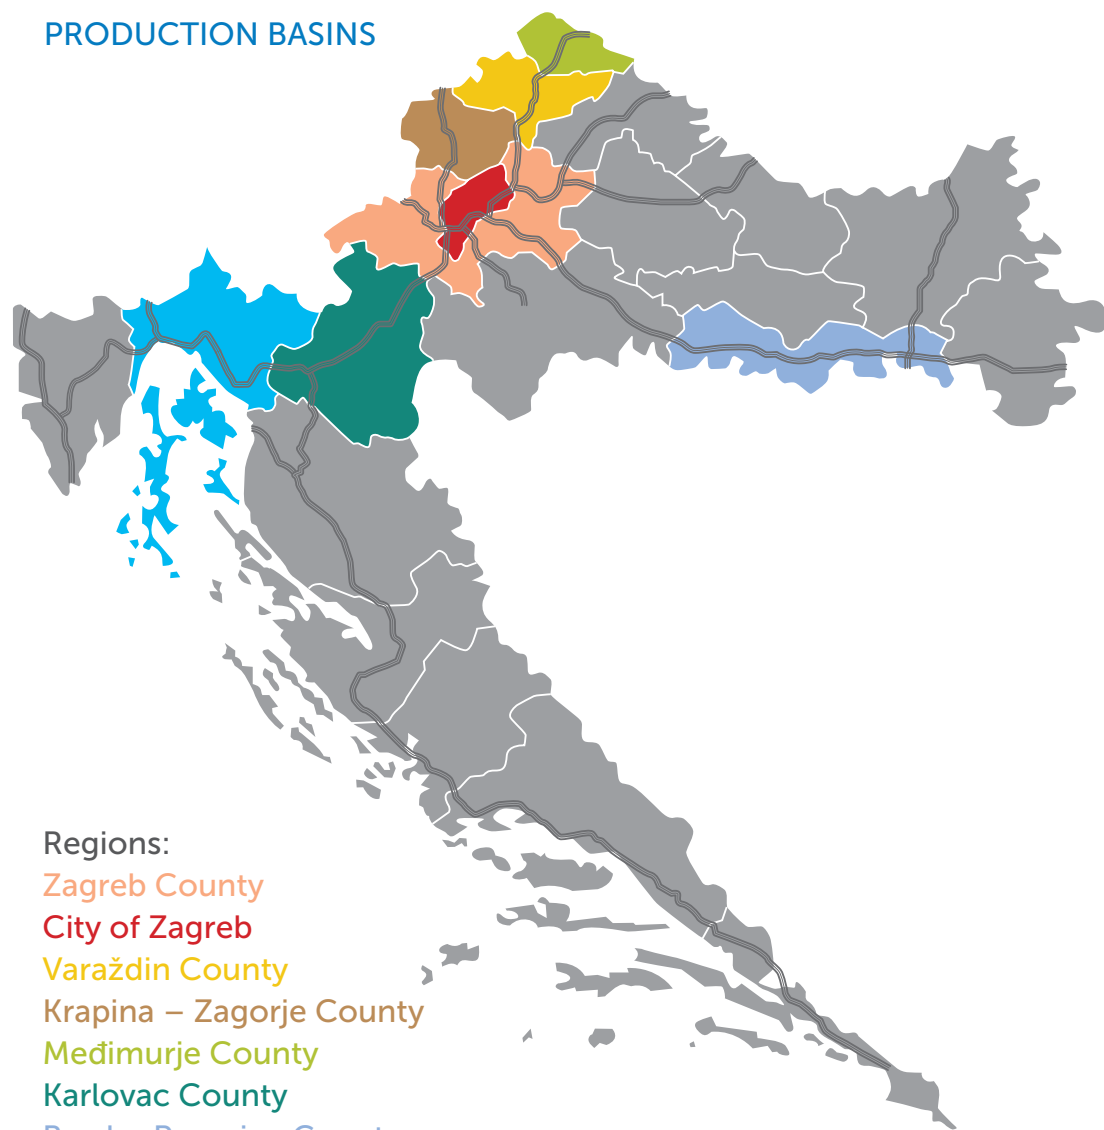 PRODUCTION BASINS
Regions:
Zagreb County
City of Zagreb
Varaždin County
Krapina – Zagorje County
Međimurje County
Karlovac County